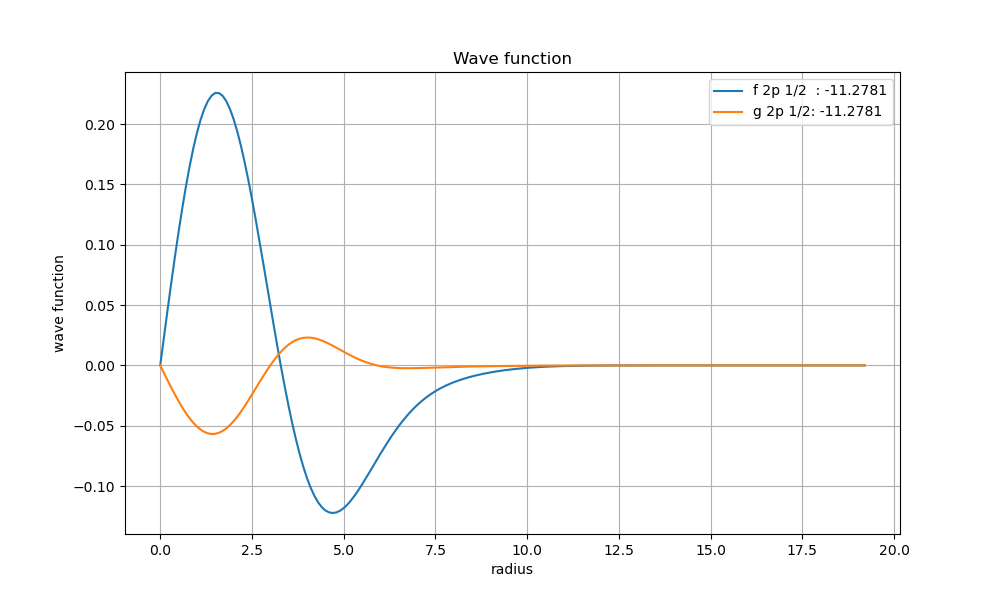 Wave function
f 2p 1/2  : -11.2781
g 2p 1/2: -11.2781
wave function
0.20
0.15
0.10
0.05
0.00
−0.05
−0.10
0.0 2.5 5.0 7.5 10.0 12.5 15.0 17.5 20.0
radius